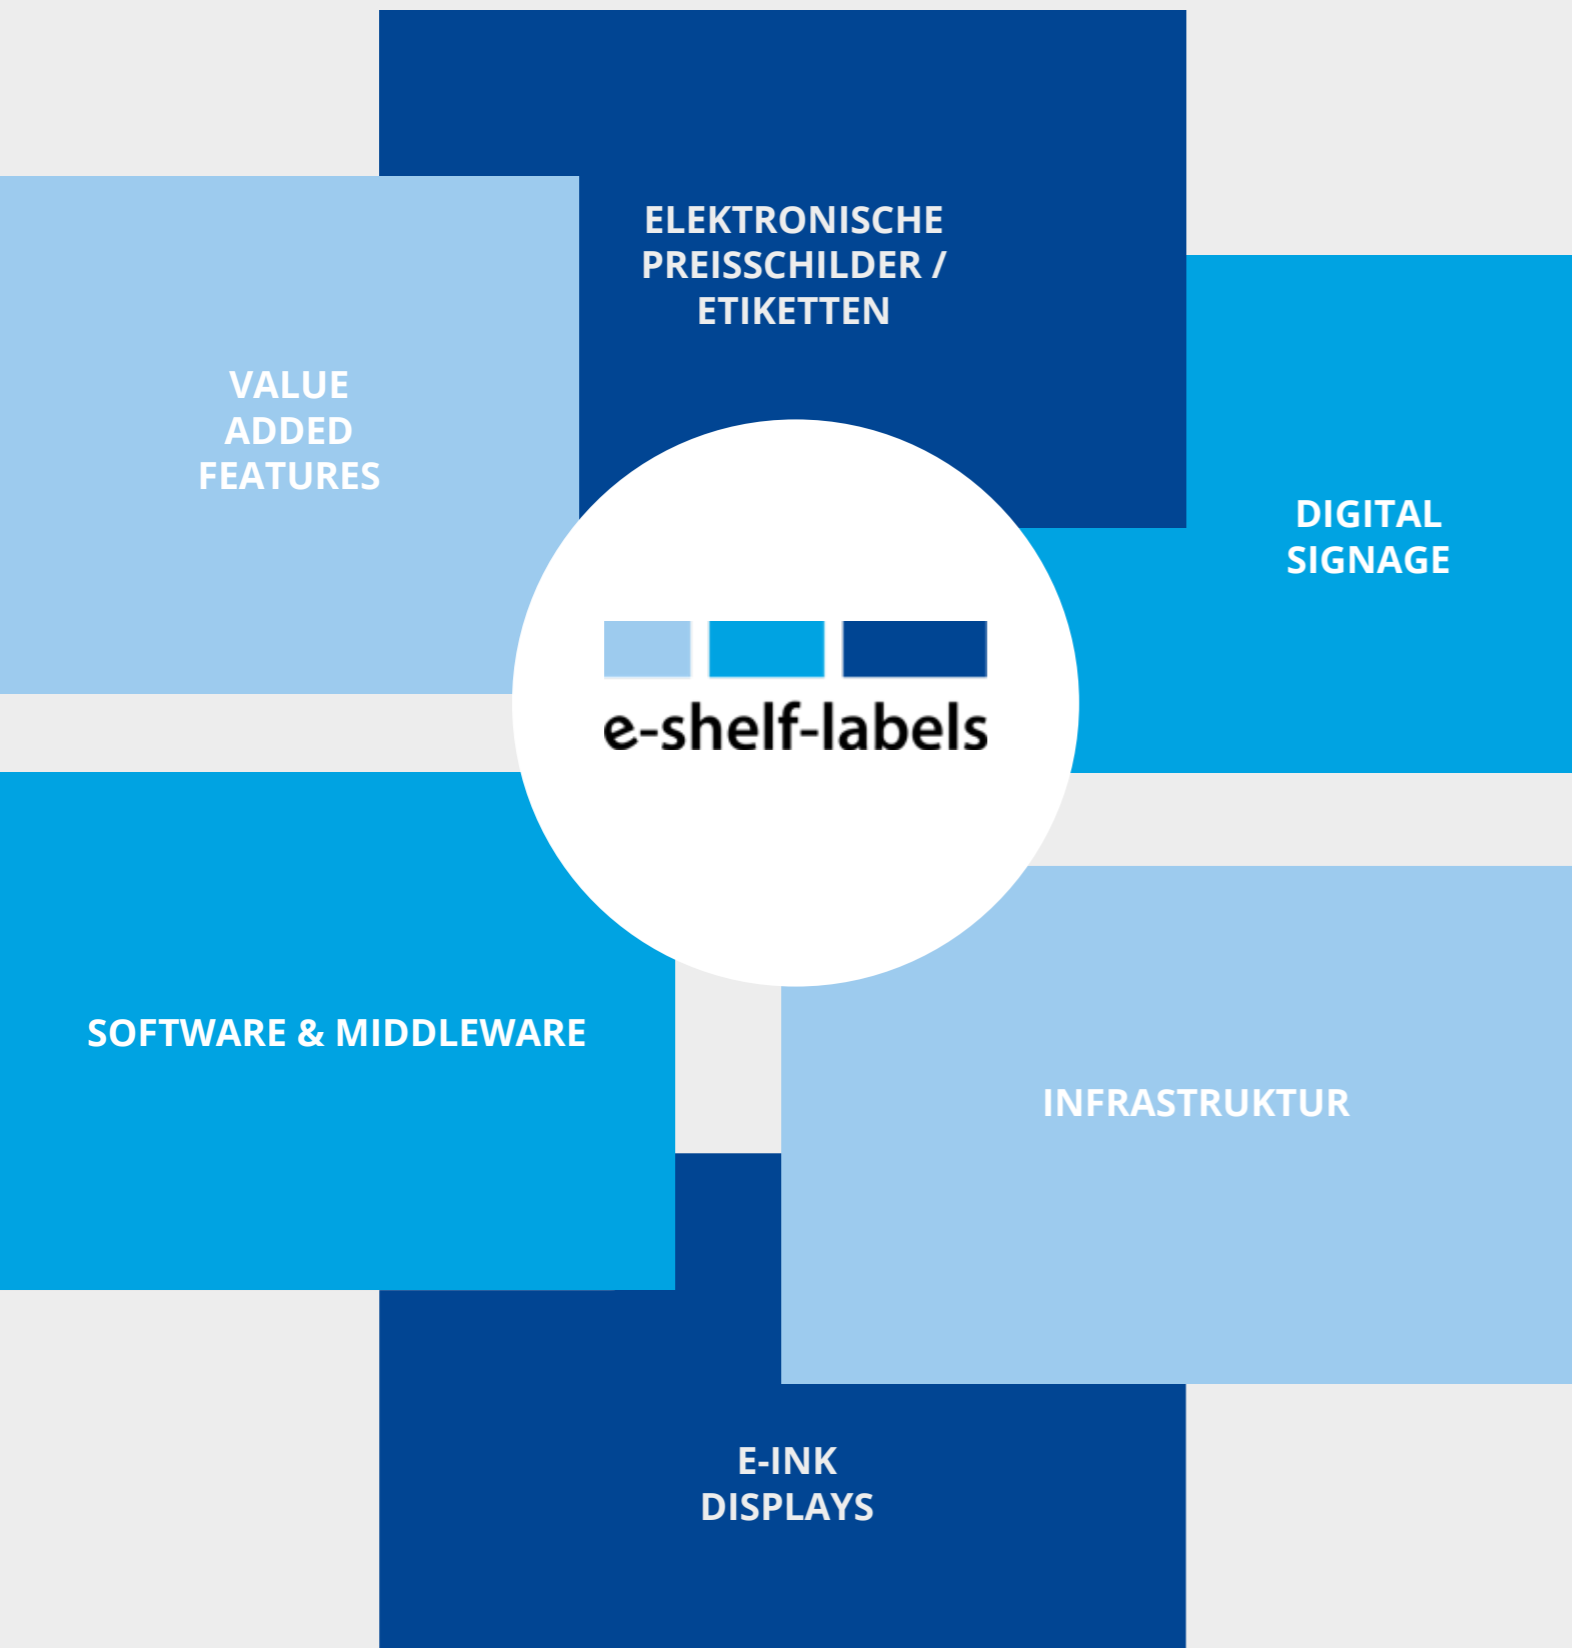 ELEKTRONISCHE
PREISSCHILDER /
ETIKETTEN
VALUE
ADDED
FEATURES
DIGITAL
SIGNAGE
e-shelf-labels
SOFTWARE & MIDDLEWARE
INFRASTRUKTUR
E-INK
DISPLAYS